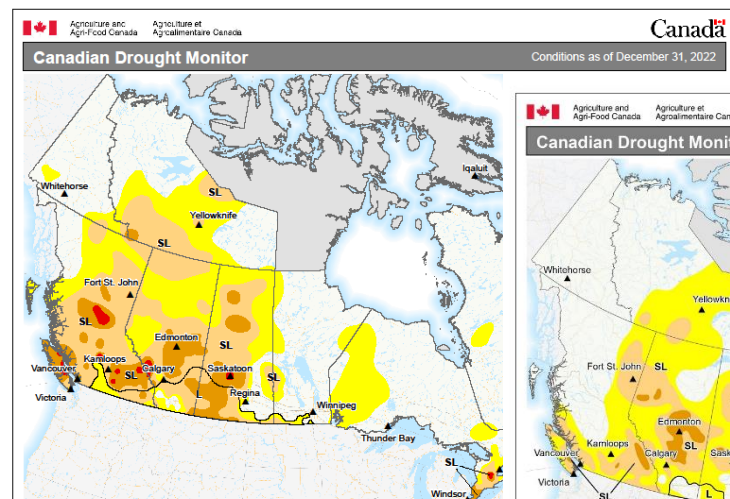 Agriculture and Agriculture et
Agri-Food Canada Agroalimentaire Canada
Canada
Canadian Drought Monitor
Conditions as of December 31, 2022
Iqaluit
Whitehorse
SL
Yellowknife
SL
Fort St. John
SL
Edmonton
SL
Kamloops
Vancouver
SL
Calgary
Saskatoon
SL
Victoria
L
Regina
Winnipeg
Thunder Bay
SL
Windsor
Agriculture and Agriculture et
Agri-Food Canada Agroalimentaire Can
Canadian Drought Monit
Whitehorse
Yellowkn
Fort St. John
SL
Edmonton
Kamloops
SL
Vancouver
Calgary
Sask
Victoria
SL
L